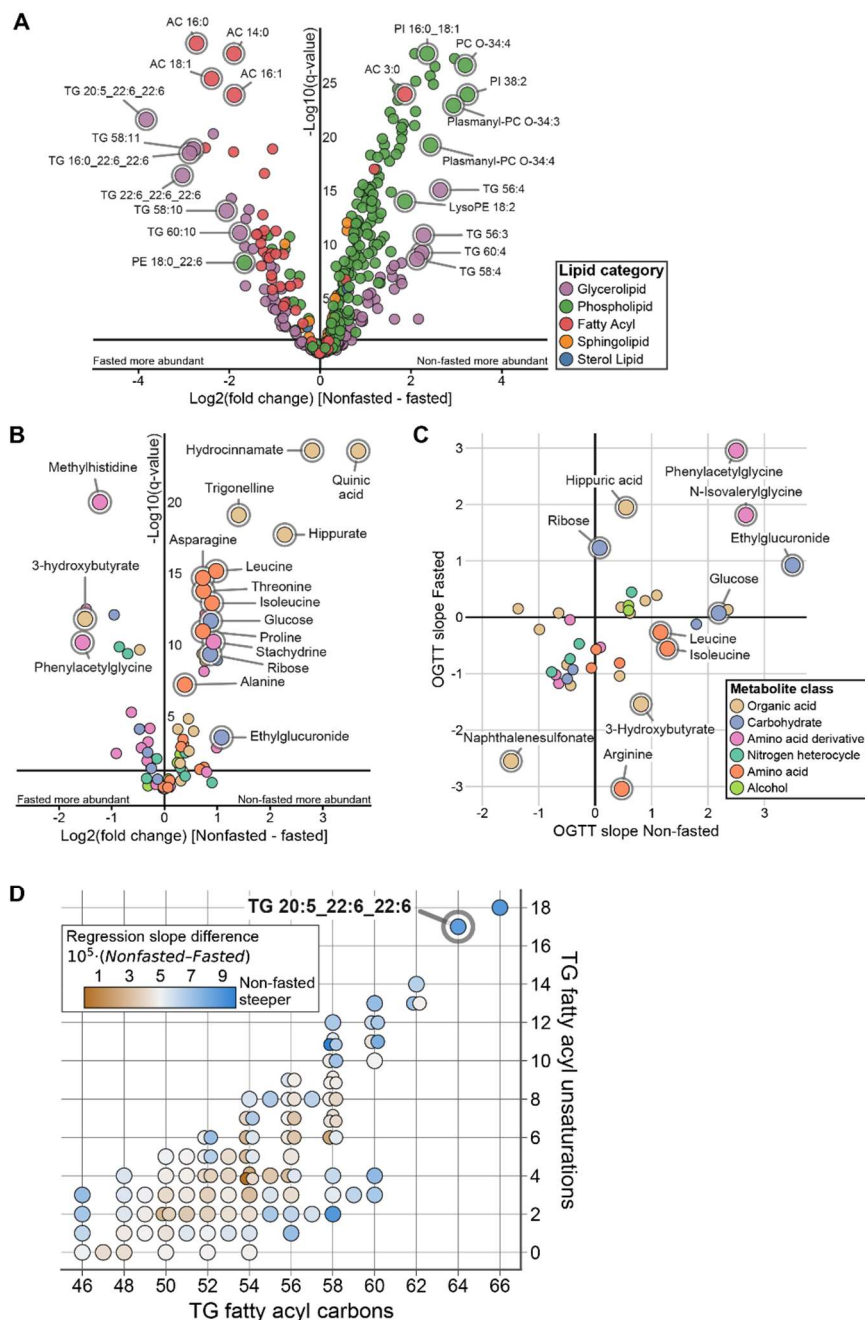 A
AC 16:0
AC 14:0
AC 18:1
AC 16:1
TG 20:5_22:6_22:6
TG 58:11
TG 16:0_22:6_22:6
TG 22:6_22:6_22:6
TG 58:10
TG 60:10
PE 18:0_22:6
-Log10(q-value)
25
20
15
10
5
PI 16:0_18:1
PC O-34:4
AC 3:0
PI 38:2
Plasmanyl-PC O-34:3
Plasmanyl-PC O-34:4
TG 56:4
LysoPE 18:2
TG 56:3
TG 60:4
TG 58:4
Lipid category
Glycerolipid
Phospholipid
Fatty Acyl
Sphingolipid
Sterol Lipid
Fasted more abundant
Non-fasted more abundant
-4 -2 0 2 4
Log2(fold change) [Nonfasted - fasted]
B
Methylhistidine
3-hydroxybutyrate
Phenylacetylglycine
-Log10(q-value)
20
15
10
5
Hydrocinnamate
Quinic
acid
Trigonelline
Hippurate
Asparagine
Leucine
Threonine
Isoleucine
Glucose
Proline
Stachydrine
Ribose
Alanine
Ethylglucuronide
Fasted more abundant
Non-fasted more abundant
-2 -1 0 1 2 3
Log2(fold change) [Nonfasted - fasted]
C
OGTT slope Fasted
3
2
1
0
-1
-2
-3
Hippuric acid
Phenylacetylglycine
N-Isovalerylglycine
Ribose
Ethylglucuronide
Glucose
Leucine
Isoleucine
3-Hydroxybutyrate
Naphthalenesulfonate
Arginine
Metabolite class
Organic acid
Carbohydrate
Amino acid derivative
Nitrogen heterocycle
Amino acid
Alcohol
-2 -1 0 1 2 3
OGTT slope Non-fasted
D
TG 20:5_22:6_22:6
Regression slope difference
10⁵·(Nonfasted–Fasted)
1 3 5 7 9
Non-fasted
steeper
18
16
14
12
10
8
6
4
2
0
TG fatty acyl unsaturations
46 48 50 52 54 56 58 60 62 64 66
TG fatty acyl carbons